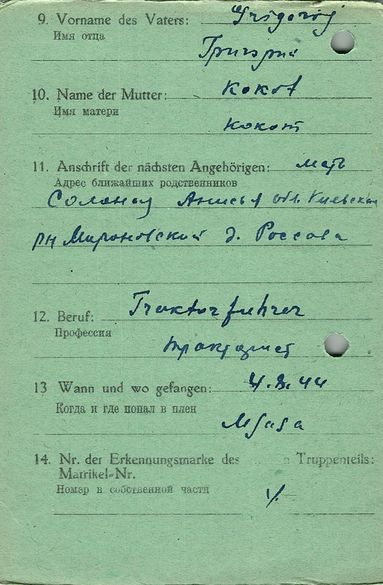 9. Vorname des Vaters: Grigorij
Имя отца
Григорий
10. Name der Mutter: Kokot
Имя матери
Кокот
11. Anschrift der nächsten Angehörigen: мать
Адрес ближайших родственников
Анисья обл. Киевская
рн Мироновский д. Россава
12. Beruf: Traktorfuhrer
Профессия
тракторист
13 Wann und wo gefangen: 4.8.44
Когда и где попал в плен
14. Nr. der Erkennungsmarke des Truppenteils:
Matrikel-Nr.
Номер в собственной части